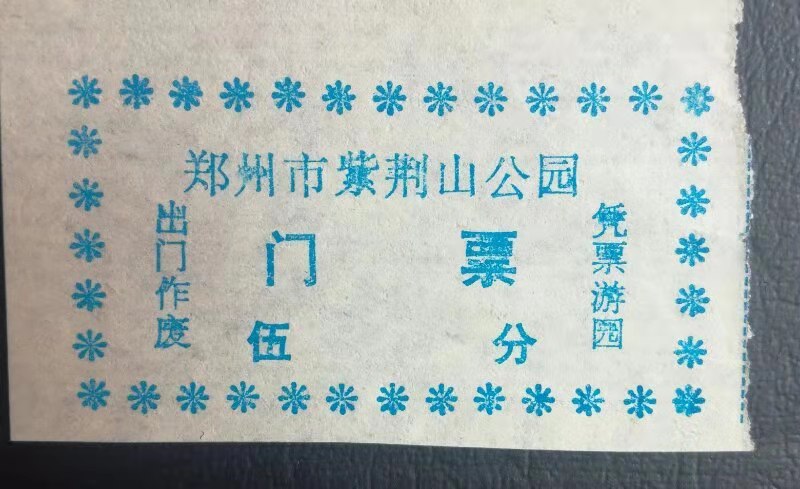 郑州市紫荆山公园
凭票游园
门票
伍分
出门作废